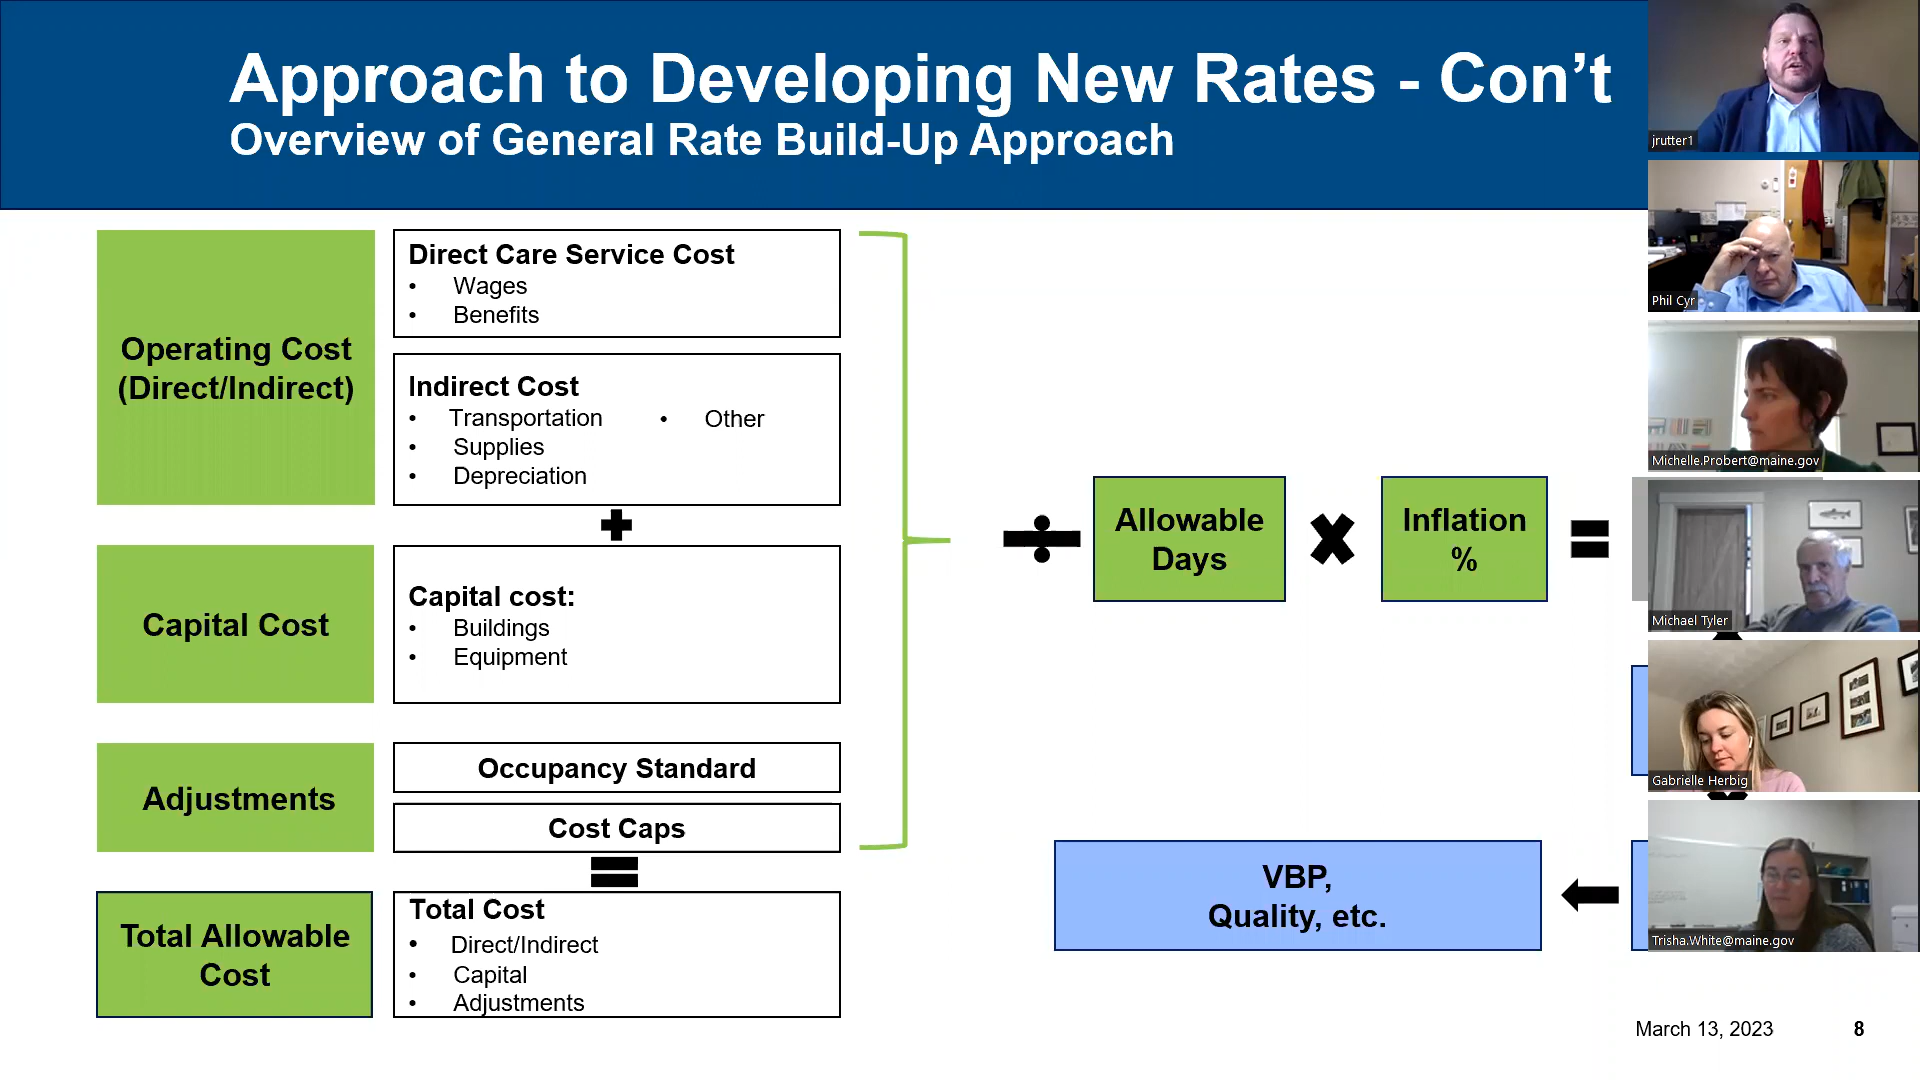 Approach to Developing New Rates - Con’t
Overview of General Rate Build-Up Approach
Operating Cost
(Direct/Indirect)
Direct Care Service Cost
• Wages
• Benefits
Indirect Cost
• Transportation • Other
• Supplies
• Depreciation
Capital Cost
Capital cost:
• Buildings
• Equipment
Adjustments
Occupancy Standard
Cost Caps
Total Allowable
Cost
Total Cost
• Direct/Indirect
• Capital
• Adjustments
Allowable
Days
Inflation
%
VBP,
Quality, etc.
March 13, 2023 8
jrutter1
Phil Cyr
Michelle.Probert@maine.gov
Michael Tyler
Gabrielle Herbig
Trisha.White@maine.gov